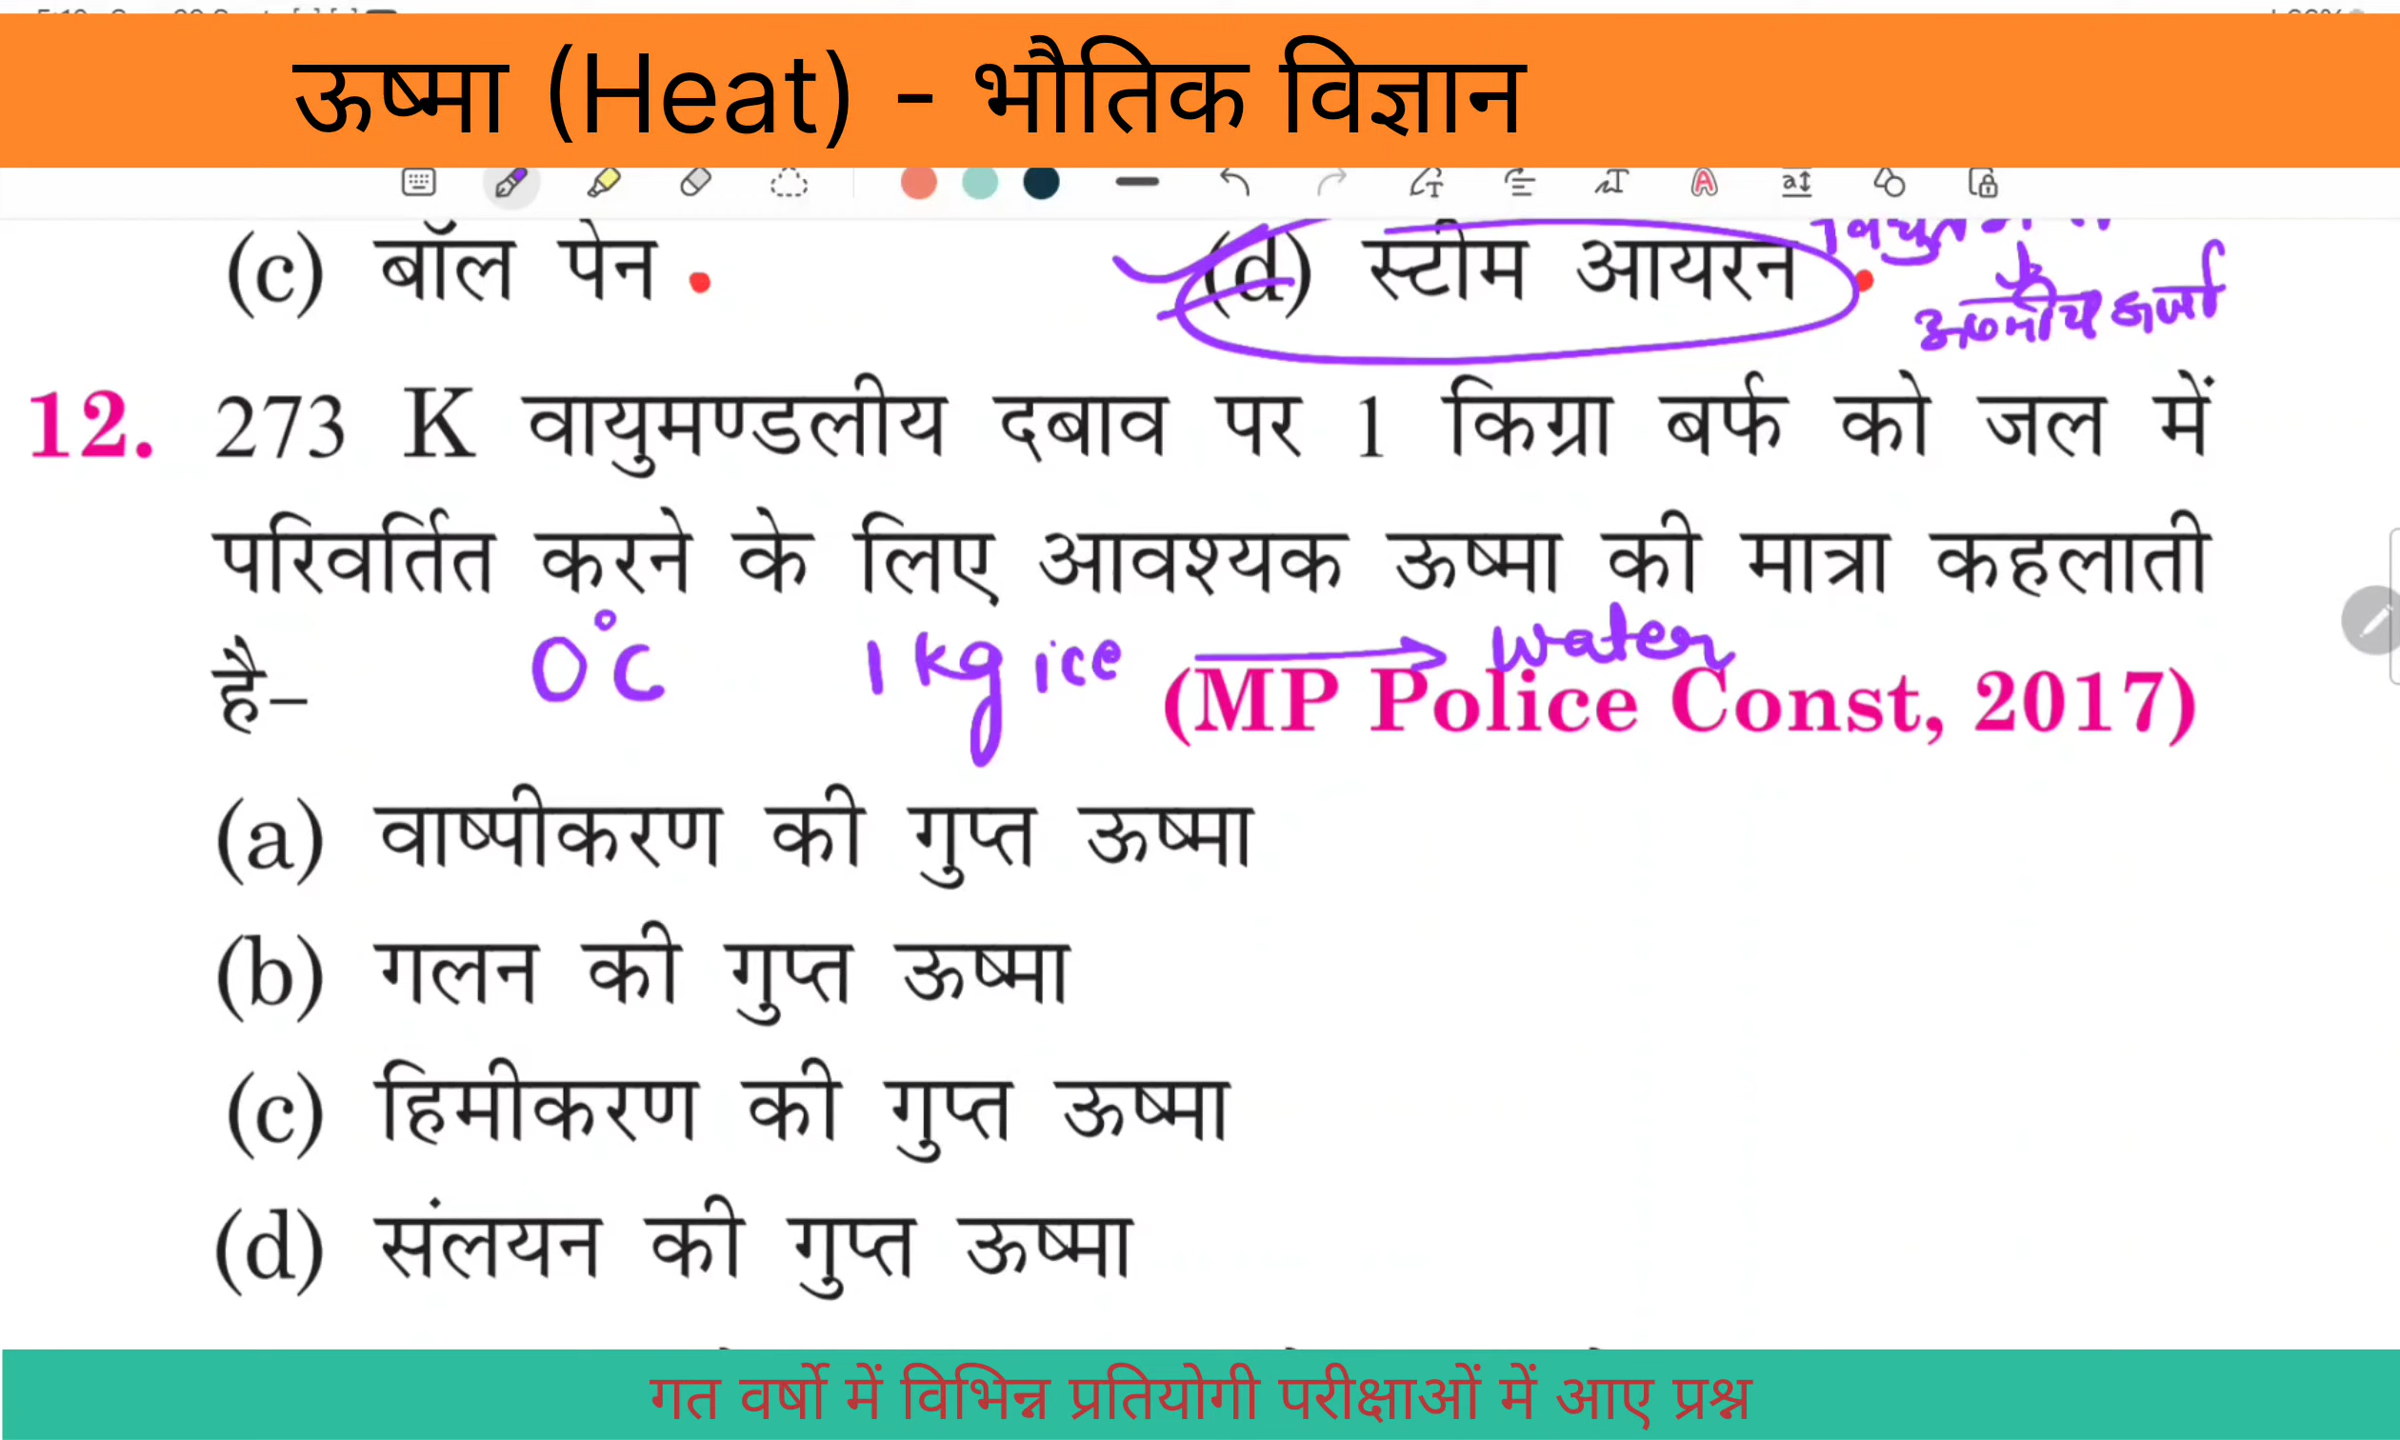 ऊष्मा (Heat) - भौतिक विज्ञान
(c) बॉल पेन
(d) स्टीम आयरन
ऊर्जा
12. 273 K वायुमण्डलीय दबाव पर 1 किग्रा बर्फ को जल में
परिवर्तित करने के लिए आवश्यक ऊष्मा की मात्रा कहलाती
है–
0°C 1 kg ice water
(MP Police Const, 2017)
(a) वाष्पीकरण की गुप्त ऊष्मा
(b) गलन की गुप्त ऊष्मा
(c) हिमीकरण की गुप्त ऊष्मा
(d) संलयन की गुप्त ऊष्मा
गत वर्षो में विभिन्न प्रतियोगी परीक्षाओं में आए प्रश्न